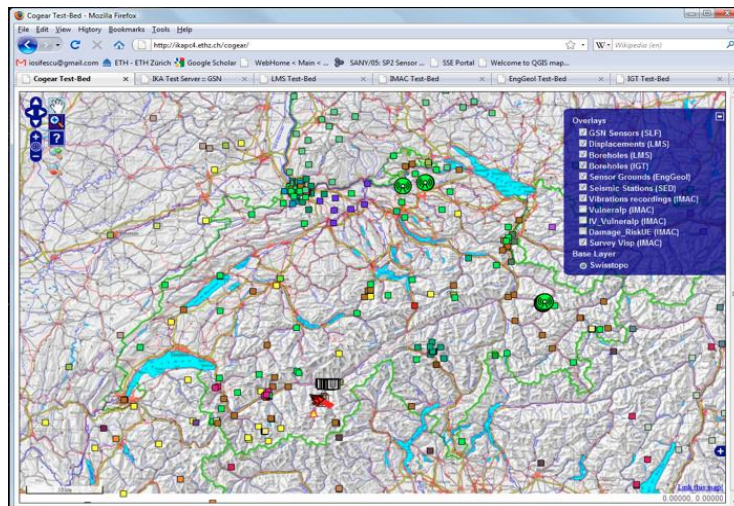 Cogear Test-Bed - Mozilla Firefox
File Edit View History Bookmarks Tools Help
http://ikapc4.ethz.ch/cogear/
W Wikipedia (en)
iosifescu@gmail.com ETH - ETH Zürich Google Scholar WebHome < Main < ... SANY/05: SP2 Sensor ... SSE Portal Welcome to QGIS map...
Cogear Test-Bed IKA Test Server :: GSN LMS Test-Bed IMAC Test-Bed EngGeol Test-Bed IGT Test-Bed
Overlays
GSN Sensors (SLF)
Displacements (LMS)
Boreholes (LMS)
Boreholes (IGT)
Sensor Grounds (EngGeol)
Seismic Stations (SED)
Vibrations recordings (IMAC)
Vulneralp (IMAC)
IV_Vulneralp (IMAC)
Damage_RiskUE (IMAC)
Survey Visp (IMAC)
Base Layer
Swisstopo
Link this map!
0.00000, 0.00000